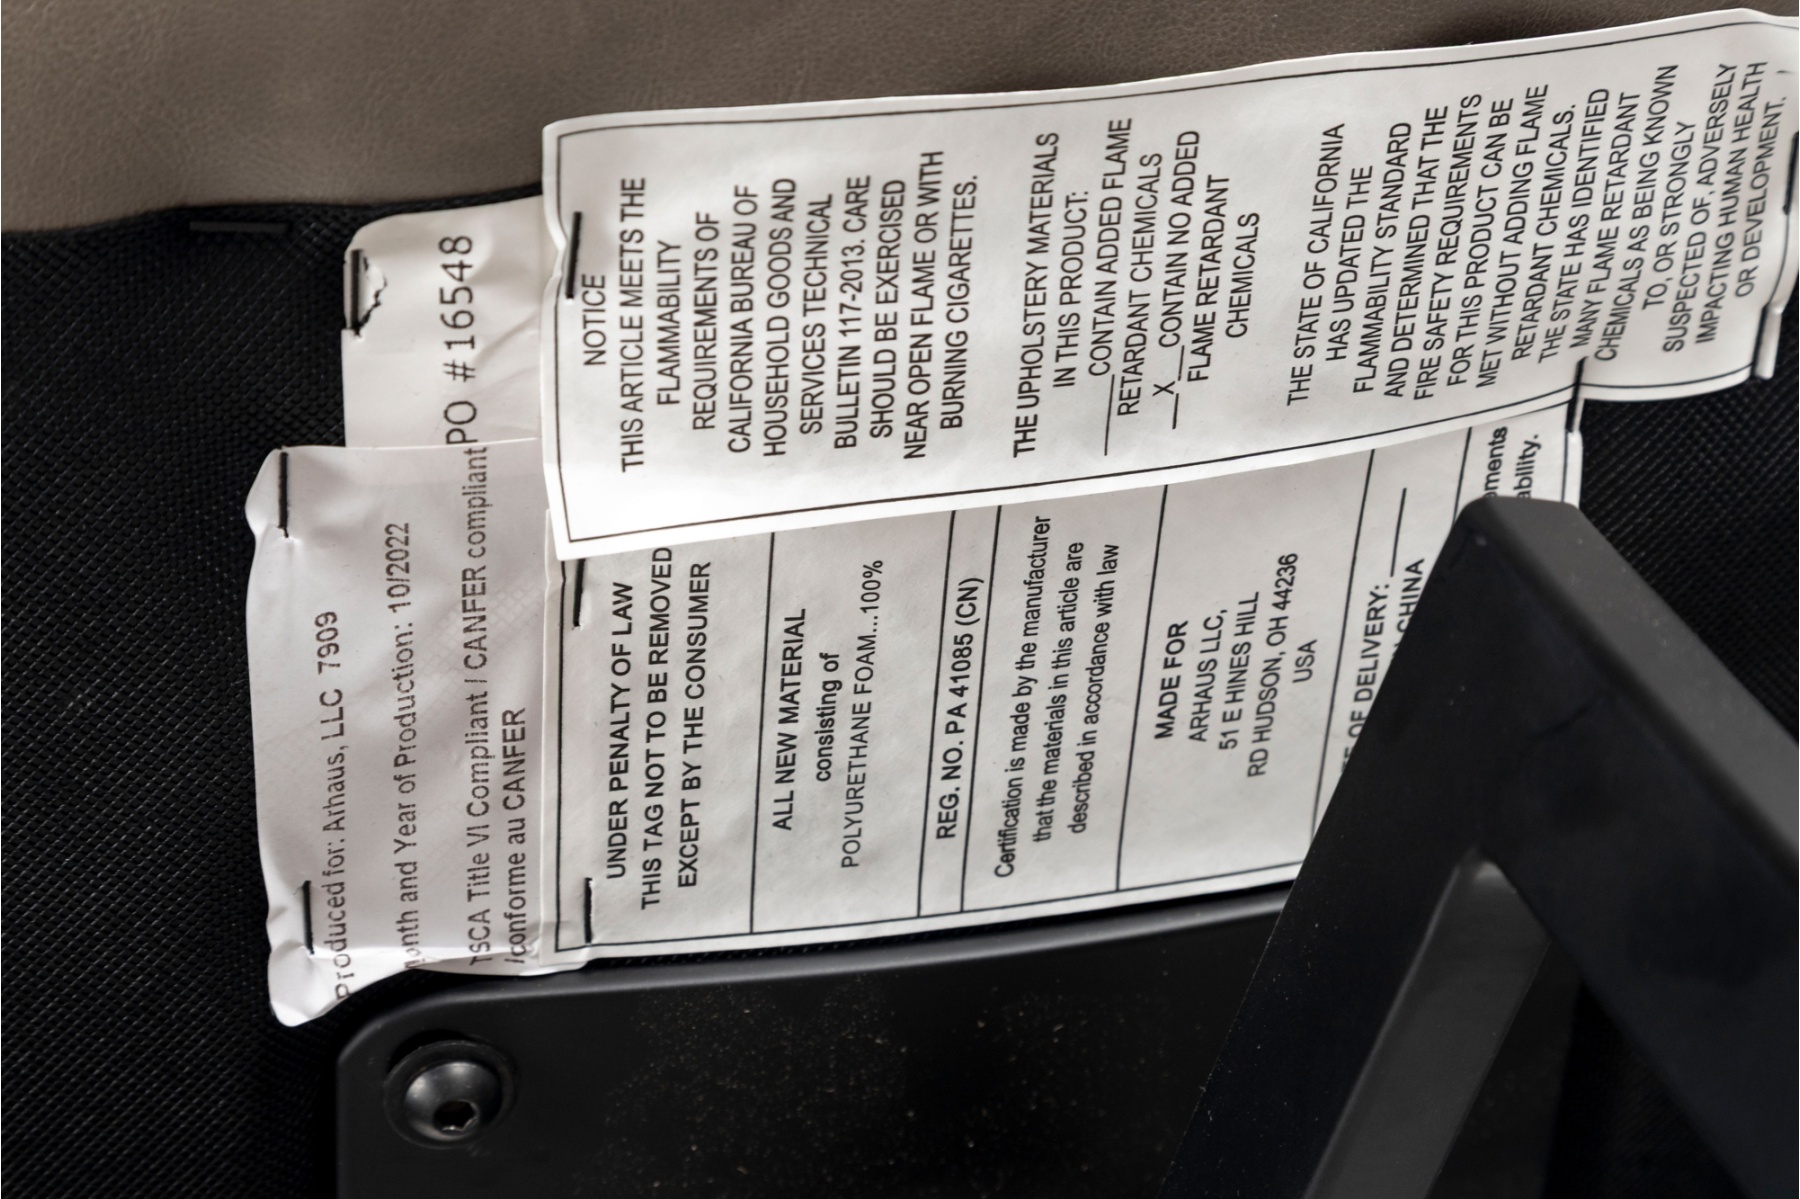 PO #16548
Produced for: Arhaus, LLC 7909
Month and Year of Production: 10/2022
TSCA Title VI Compliant / CANFER compliant
/conforme au CANFER
NOTICE
THIS ARTICLE MEETS THE
FLAMMABILITY
REQUIREMENTS OF
CALIFORNIA BUREAU OF
HOUSEHOLD GOODS AND
SERVICES TECHNICAL
BULLETIN 117-2013. CARE
SHOULD BE EXERCISED
NEAR OPEN FLAME OR WITH
BURNING CIGARETTES.
THE UPHOLSTERY MATERIALS
IN THIS PRODUCT:
____CONTAIN ADDED FLAME
RETARDANT CHEMICALS
__X__CONTAIN NO ADDED
FLAME RETARDANT
CHEMICALS
THE STATE OF CALIFORNIA
HAS UPDATED THE
FLAMMABILITY STANDARD
AND DETERMINED THAT THE
FIRE SAFETY REQUIREMENTS
FOR THIS PRODUCT CAN BE
MET WITHOUT ADDING FLAME
RETARDANT CHEMICALS.
THE STATE HAS IDENTIFIED
MANY FLAME RETARDANT
CHEMICALS AS BEING KNOWN
TO, OR STRONGLY
SUSPECTED OF, ADVERSELY
IMPACTING HUMAN HEALTH
OR DEVELOPMENT.
UNDER PENALTY OF LAW
THIS TAG NOT TO BE REMOVED
EXCEPT BY THE CONSUMER
ALL NEW MATERIAL
consisting of
POLYURETHANE FOAM...100%
REG. NO. PA 41085 (CN)
Certification is made by the manufacturer
that the materials in this article are
described in accordance with law
MADE FOR
ARHAUS LLC,
51 E HINES HILL
RD HUDSON, OH 44236
USA
OF DELIVERY: ____
CHINA